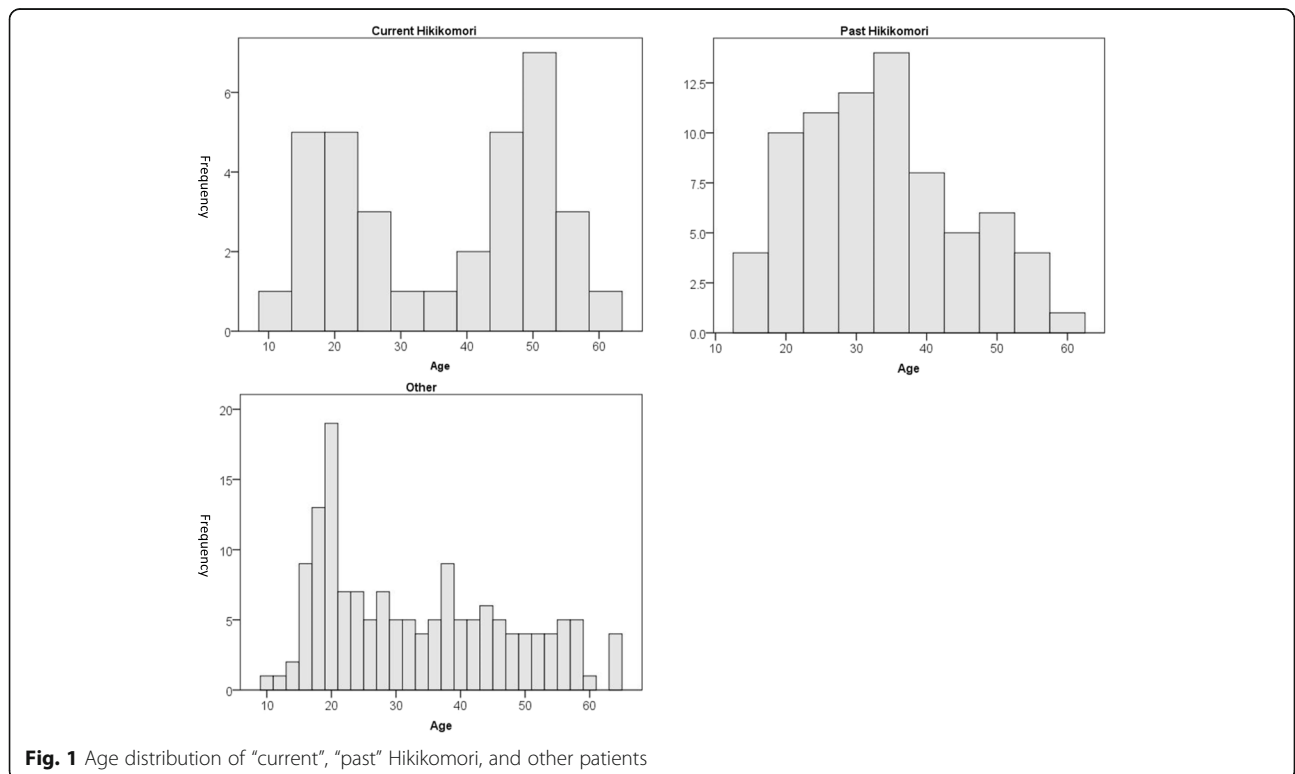 Current Hikikomori
Frequency
6
4
2
0
10 20 30 40 50 60
Age
Past Hikikomori
12.5
10.0
7.5
5.0
2.5
0.0
10 20 30 40 50 60
Age
Other
Frequency
20
15
10
5
0
10 20 30 40 50 60
Age
Fig. 1 Age distribution of “current”, “past” Hikikomori, and other patients